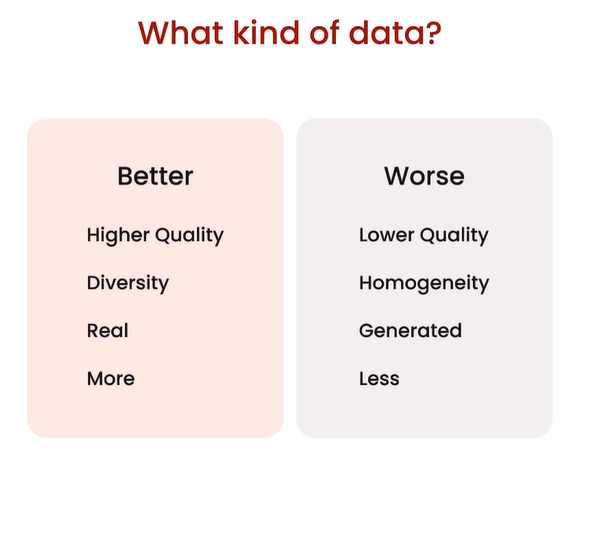 What kind of data?
Better
Higher Quality
Diversity
Real
More
Worse
Lower Quality
Homogeneity
Generated
Less